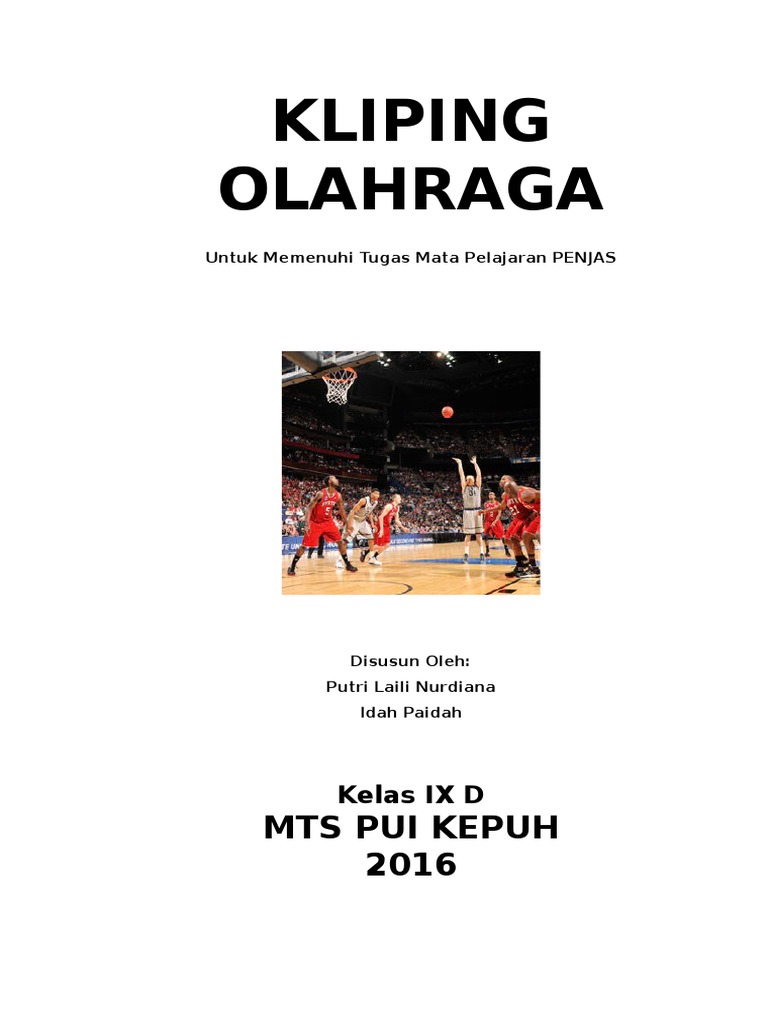 KLIPING
OLAHRAGA
Untuk Memenuhi Tugas Mata Pelajaran PENJAS
Disusun Oleh:
Putri Laili Nurdiana
Idah Paidah
Kelas IX D
MTS PUI KEPUH
2016